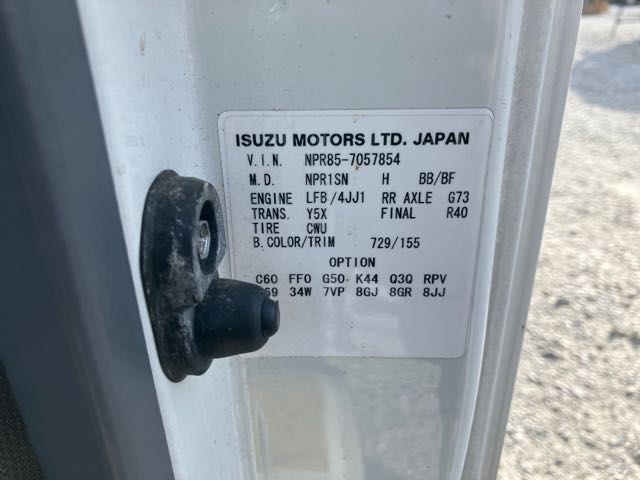 ISUZU MOTORS LTD. JAPAN
V.I.N. NPR85-7057854
M.D. NPR1SN H BB/BF
ENGINE LFB/4JJ1 RR AXLE G73
TRANS. Y5X FINAL R40
TIRE CWU
B.COLOR/TRIM 729/155
OPTION
C60 FF0 G50 K44 Q3Q RPV
34W 7VP 8GJ 8GR 8JJ